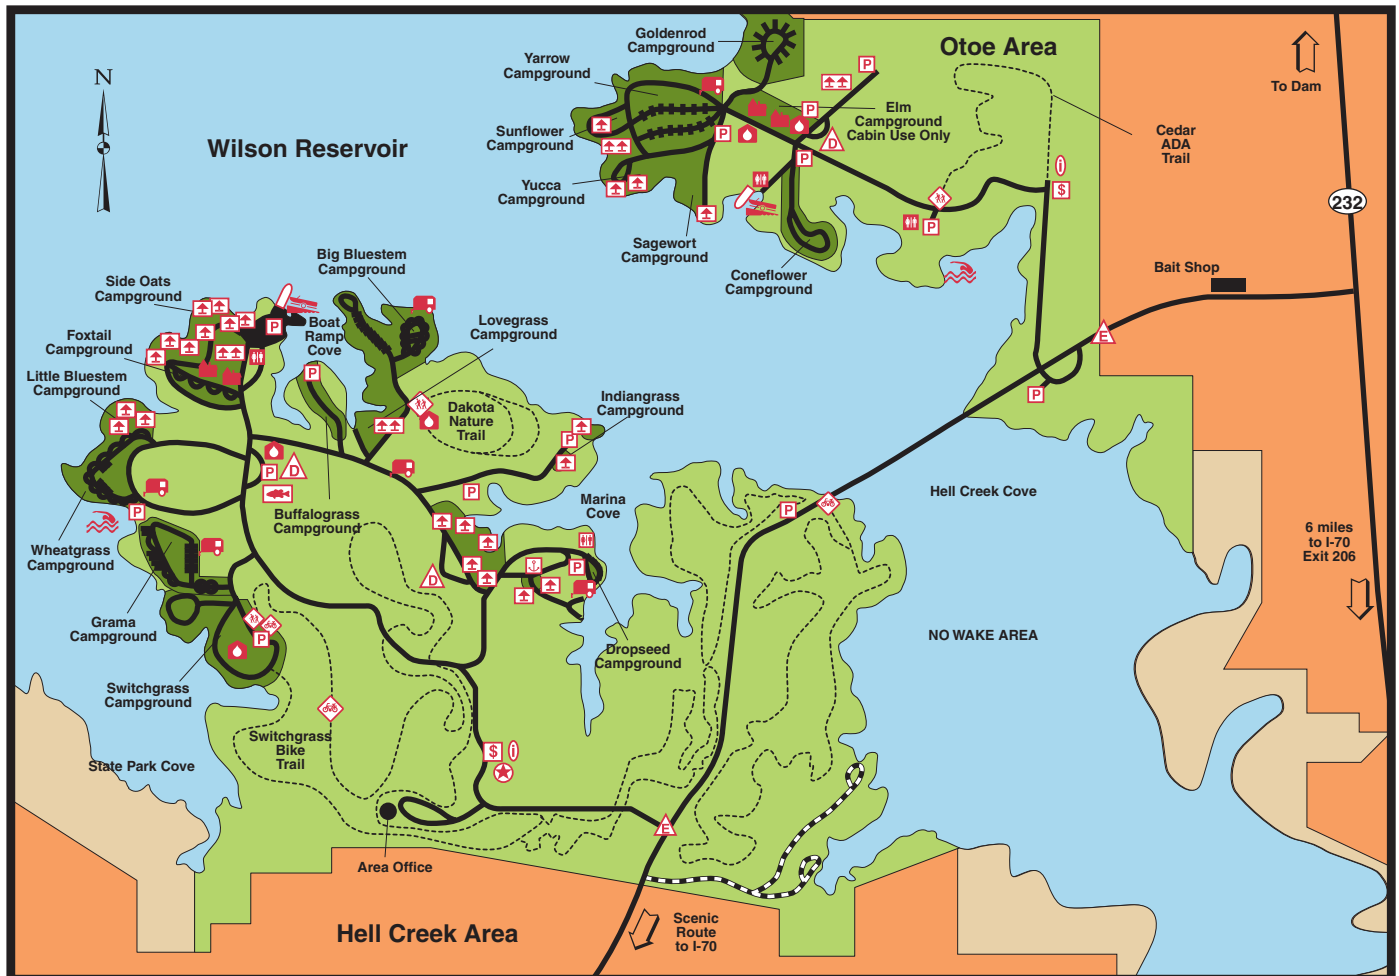 Goldenrod
Campground
Otoe Area
Yarrow
Campground
To Dam
N
P
Elm
Campground
Cabin Use Only
P
Sunflower
Campground
P
D
Cedar
ADA
Trail
Wilson Reservoir
P
i
$
Yucca
Campground
232
P
Sagewort
Campground
Coneflower
Campground
Bait Shop
Big Bluestem
Campground
Side Oats
Campground
Boat
Ramp
Cove
P
Lovegrass
Campground
E
Foxtail
Campground
P
Little Bluestem
Campground
P
Indiangrass
Campground
Dakota
Nature
Trail
P
P
D
P
Hell Creek Cove
P
Buffalograss
Campground
Marina
Cove
P
6 miles
to I-70
Exit 206
Wheatgrass
Campground
D
P
Grama
Campground
P
NO WAKE AREA
Dropseed
Campground
Switchgrass
Campground
Switchgrass
Bike
Trail
$
i
State Park Cove
E
Area Office
Hell Creek Area
Scenic
Route
to I-70